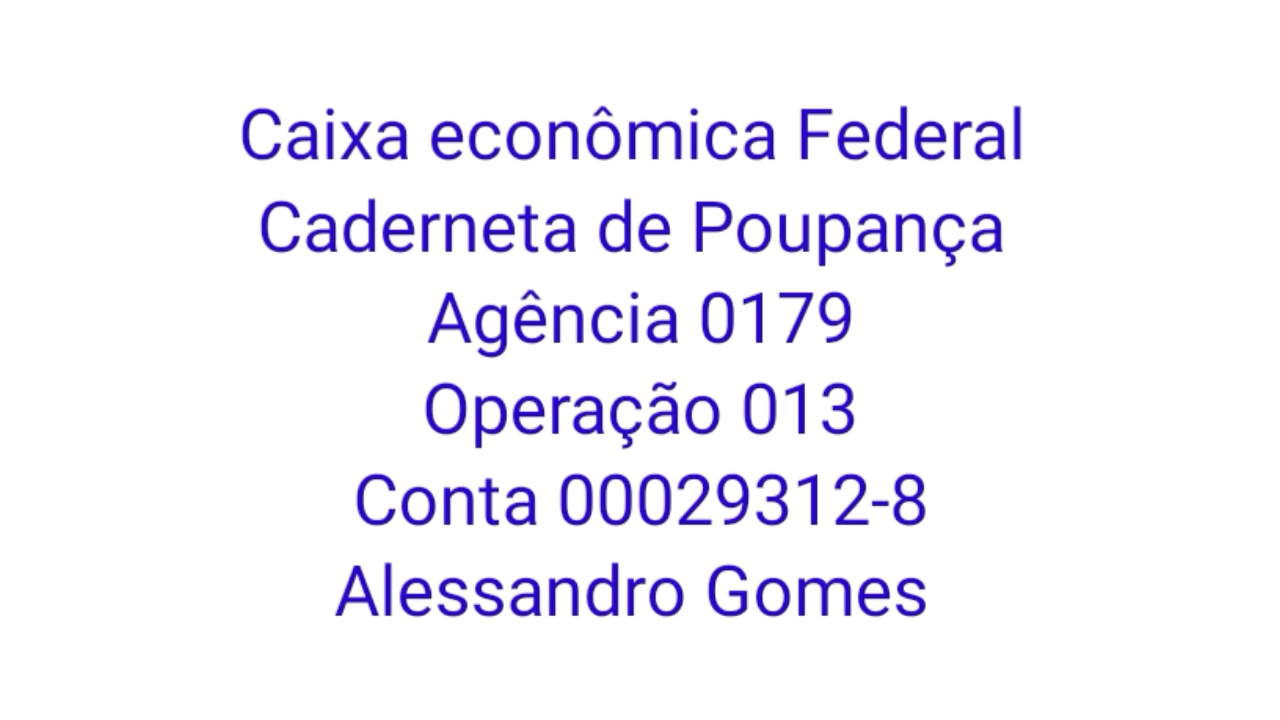 Caixa econômica Federal
Caderneta de Poupança
Agência 0179
Operação 013
Conta 00029312-8
Alessandro Gomes